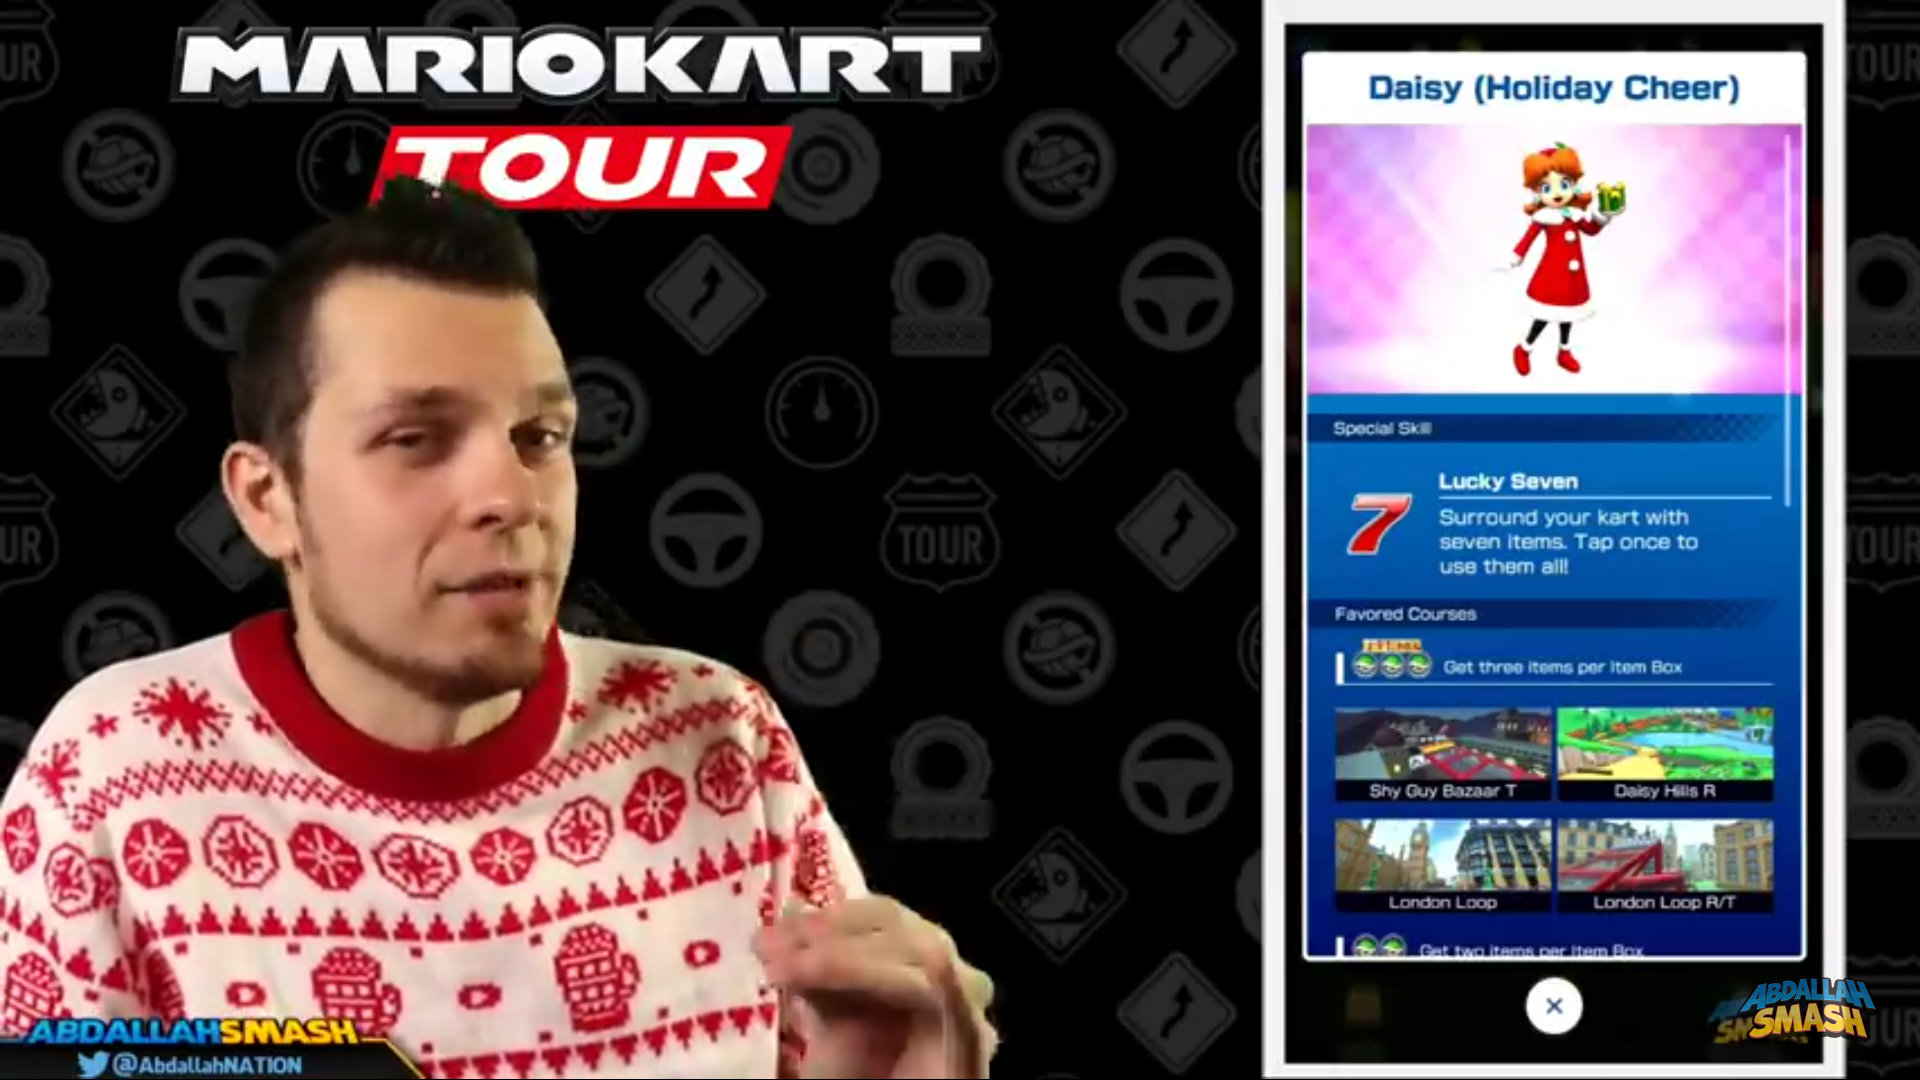 MARIOKART
TOUR
Daisy (Holiday Cheer)
Special Skill
Lucky Seven
7
Surround your kart with
seven items. Tap once to
use them all!
Favored Courses
Get three items per Item Box
Shy Guy Bazaar T
Daisy Hills R
London Loop
London Loop R/T
Get two items per Item Box
TOUR
ABDALLAHSMASH
@AbdallahNATION
ABDALLAH
SMASH